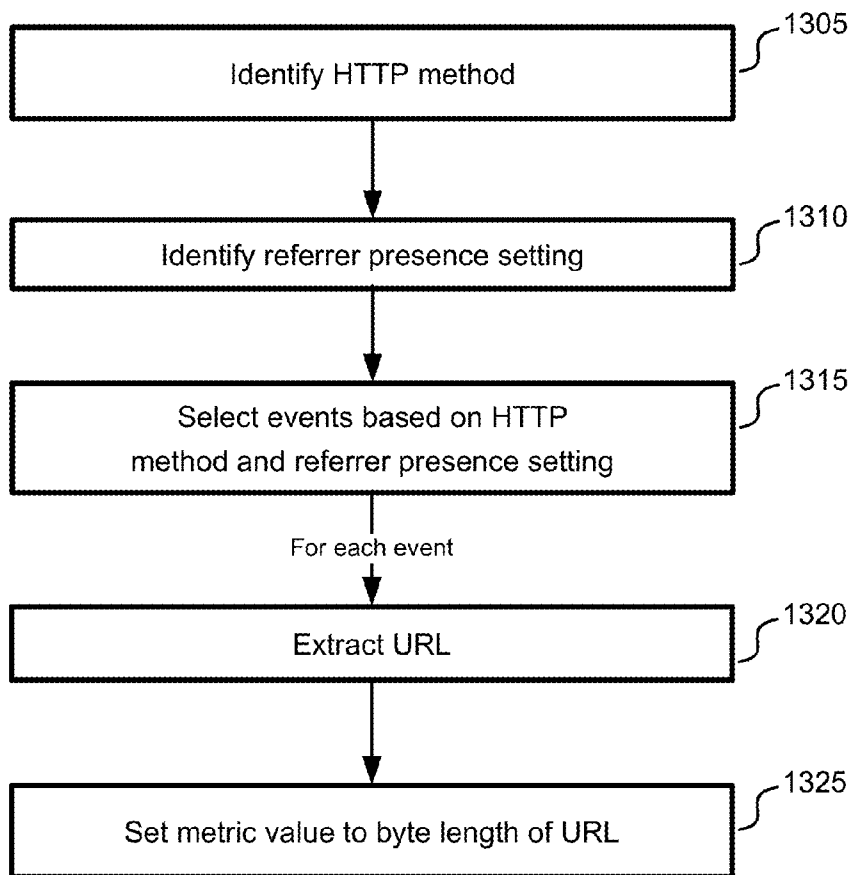 1305
Identify HTTP method
1310
Identify referrer presence setting
1315
Select events based on HTTP
method and referrer presence setting
For each event
1320
Extract URL
1325
Set metric value to byte length of URL